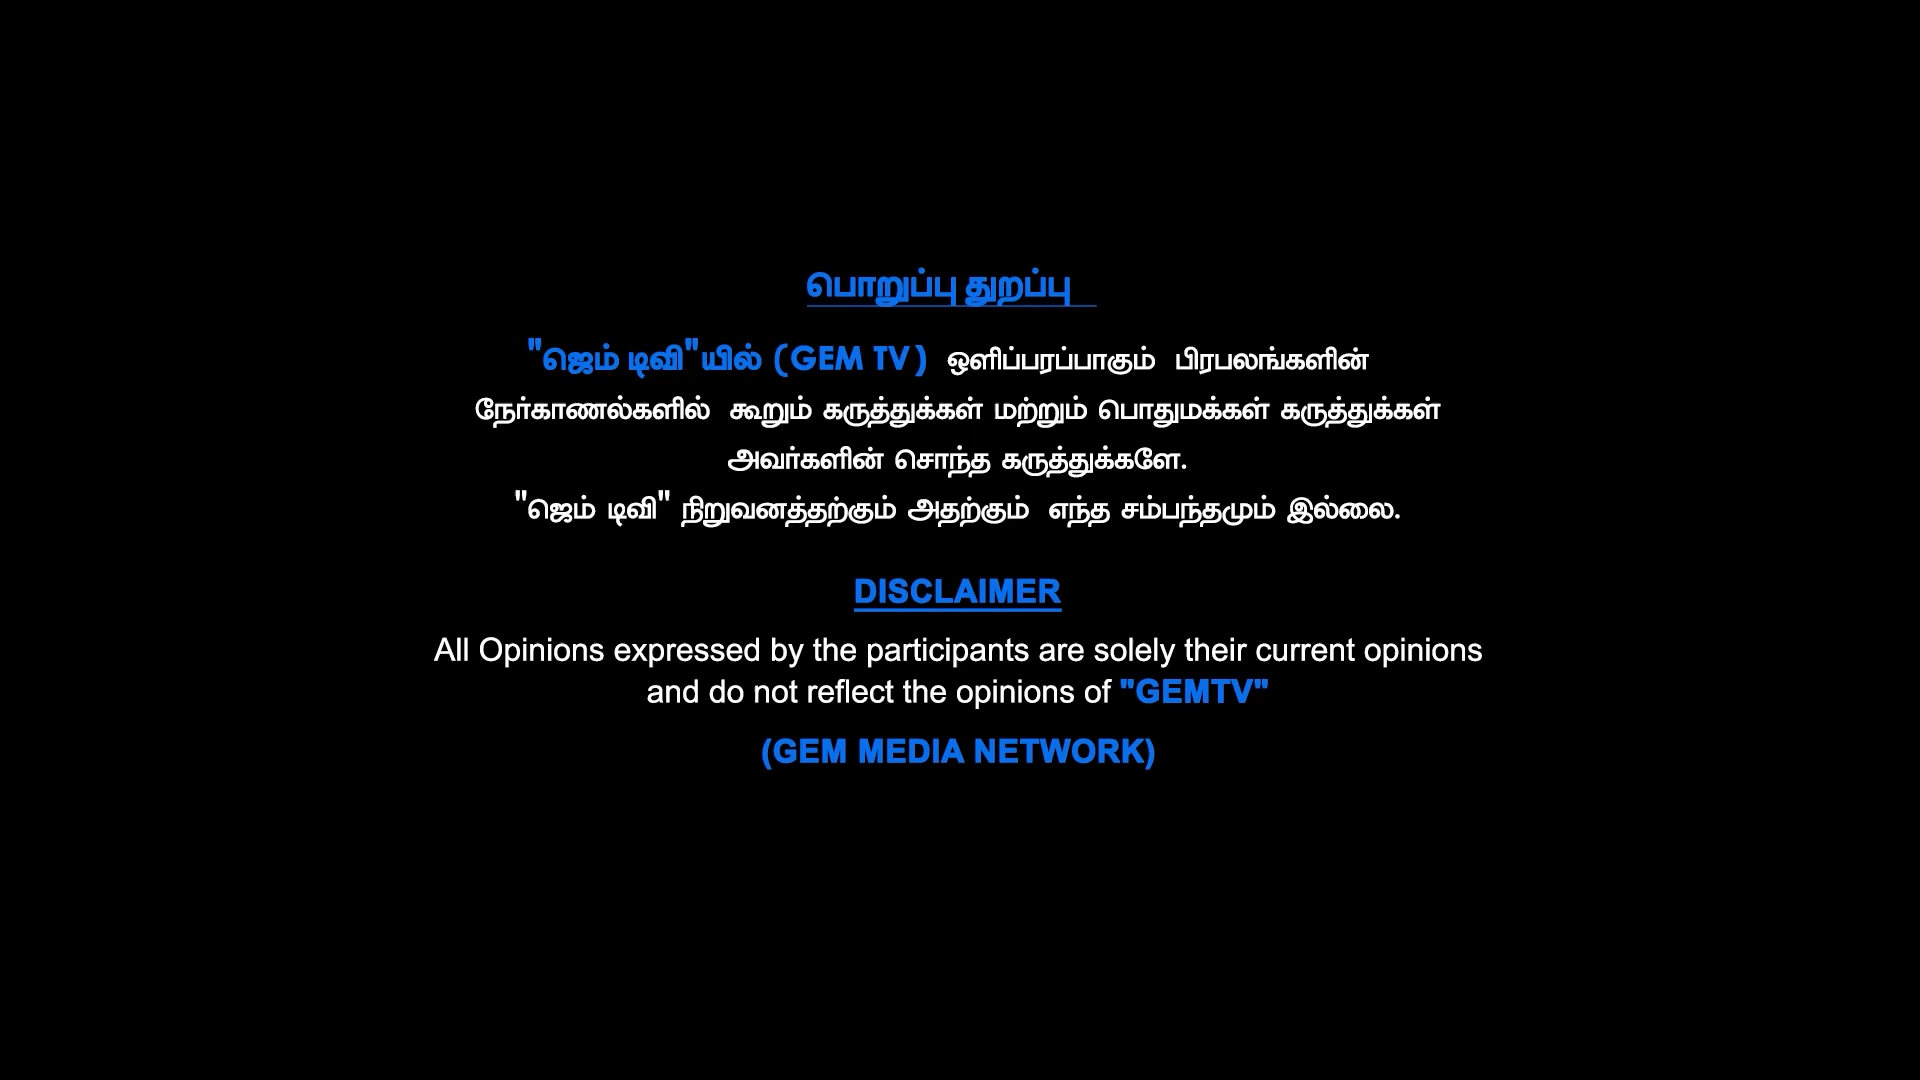 பொறுப்பு துறப்பு
"ஜெம் டிவி"யில் (GEM TV) ஒளிப்பரப்பாகும் பிரபலங்களின்
நேர்காணல்களில் கூறும் கருத்துக்கள் மற்றும் பொதுமக்கள் கருத்துக்கள்
அவர்களின் சொந்த கருத்துக்களே.
"ஜெம் டிவி" நிறுவனத்தற்கும் அதற்கும் எந்த சம்பந்தமும் இல்லை.
DISCLAIMER
All Opinions expressed by the participants are solely their current opinions
and do not reflect the opinions of "GEMTV"
(GEM MEDIA NETWORK)